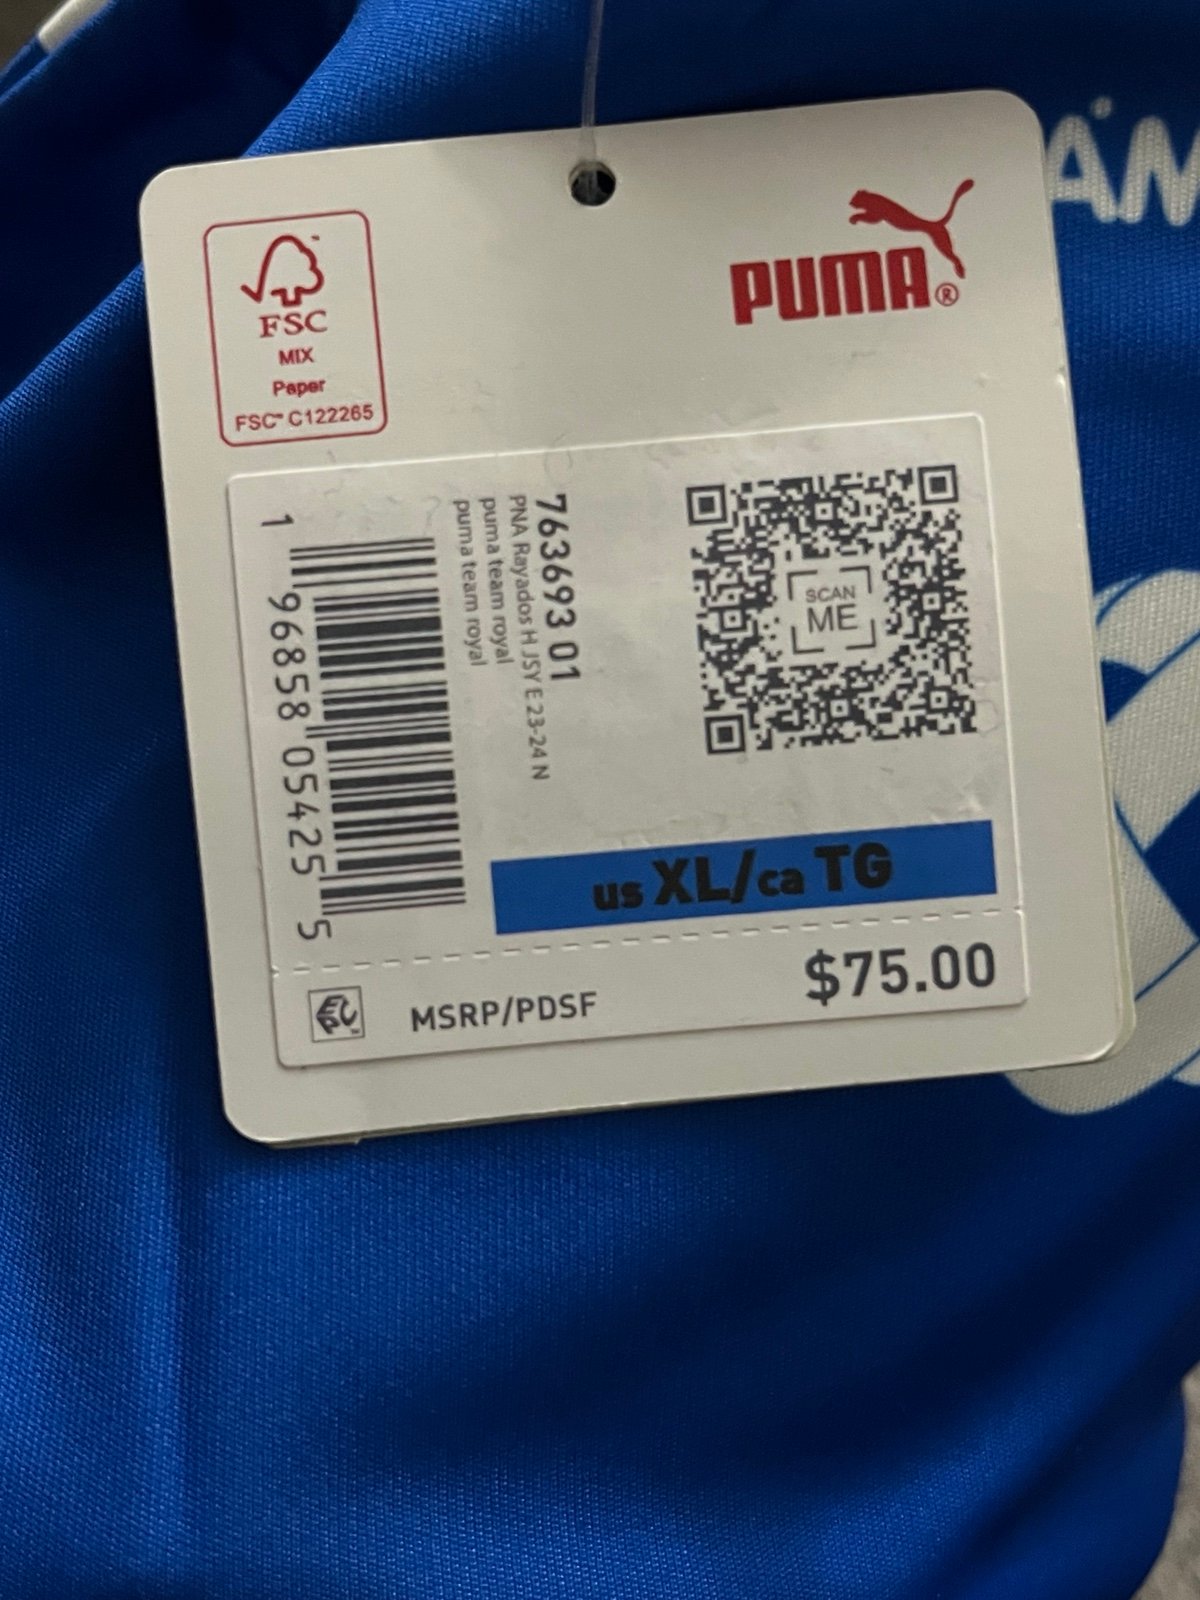 FSC
MIX
Paper
FSC™ C122265
PUMA®
763693 01
PNA Rayados H JSY E 23-24 N
puma team royal
puma team royal
1 96858 05425 5
SCAN
ME
us XL/ca TG
MSRP/PDSF
$75.00